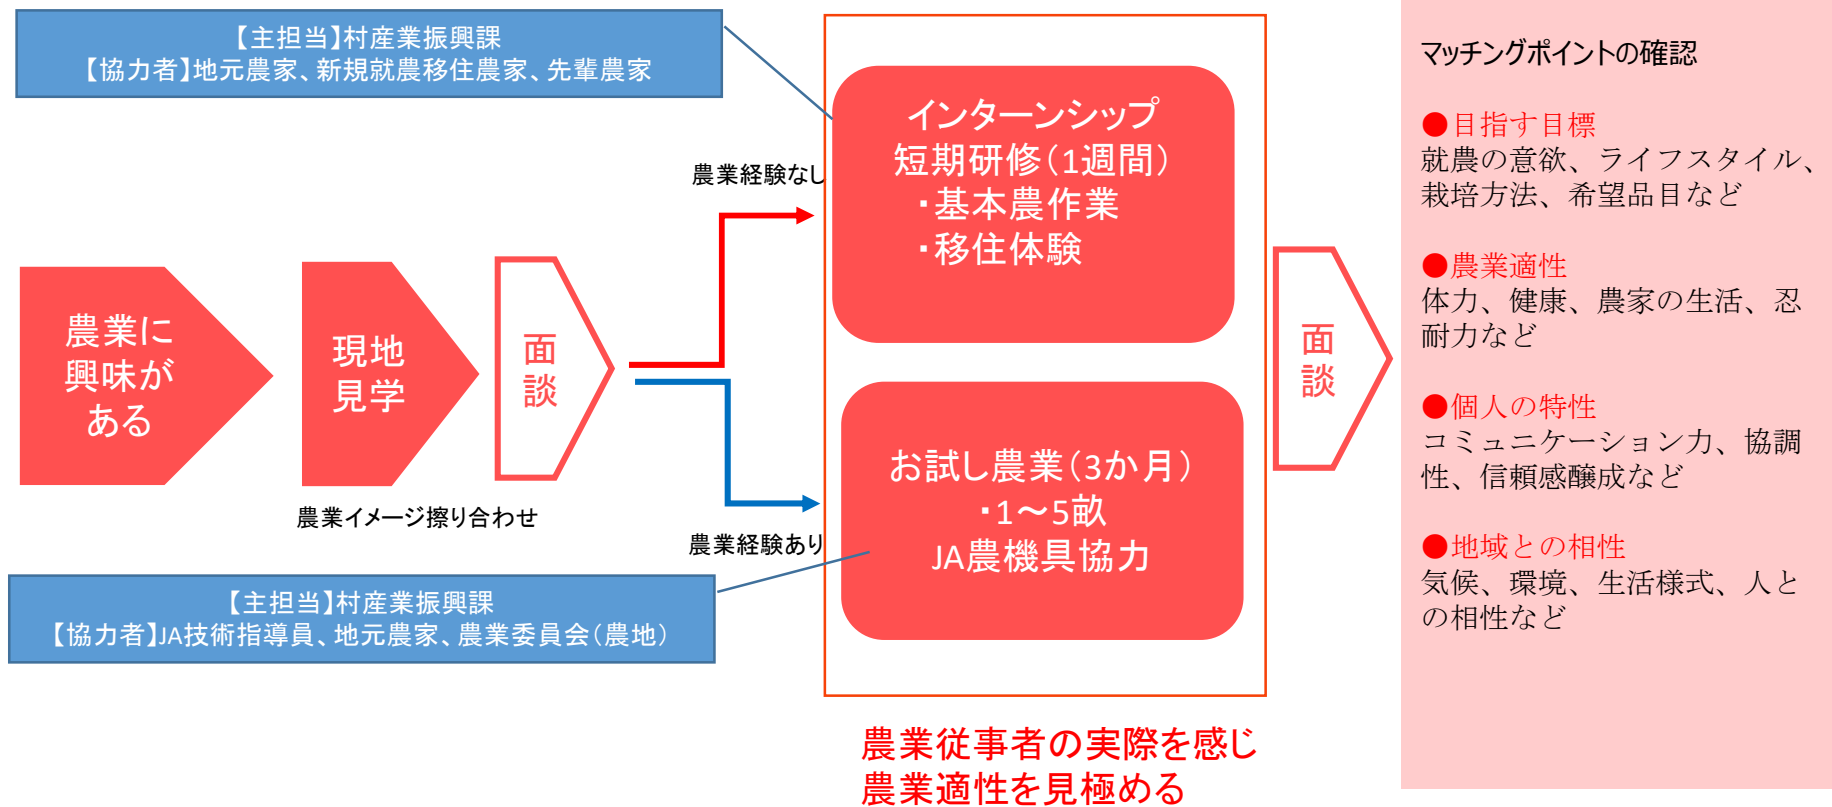 【主担当】村産業振興課
【協力者】地元農家、新規就農移住農家、先輩農家
農業に
興味が
ある
現地
見学
農業イメージ擦り合わせ
面
談
農業経験なし
インターンシップ
短期研修（1週間）
・基本農作業
・移住体験
農業経験あり
お試し農業（3か月）
・1～5畝
JA農機具協力
【主担当】村産業振興課
【協力者】JA技術指導員、地元農家、農業委員会（農地）
農業従事者の実際を感じ
農業適性を見極める
面
談
マッチングポイントの確認
●目指す目標
就農の意欲、ライフスタイル、
栽培方法、希望品目など
●農業適性
体力、健康、農家の生活、忍
耐力など
●個人の特性
コミュニケーション力、協調
性、信頼感醸成など
●地域との相性
気候、環境、生活様式、人と
の相性など